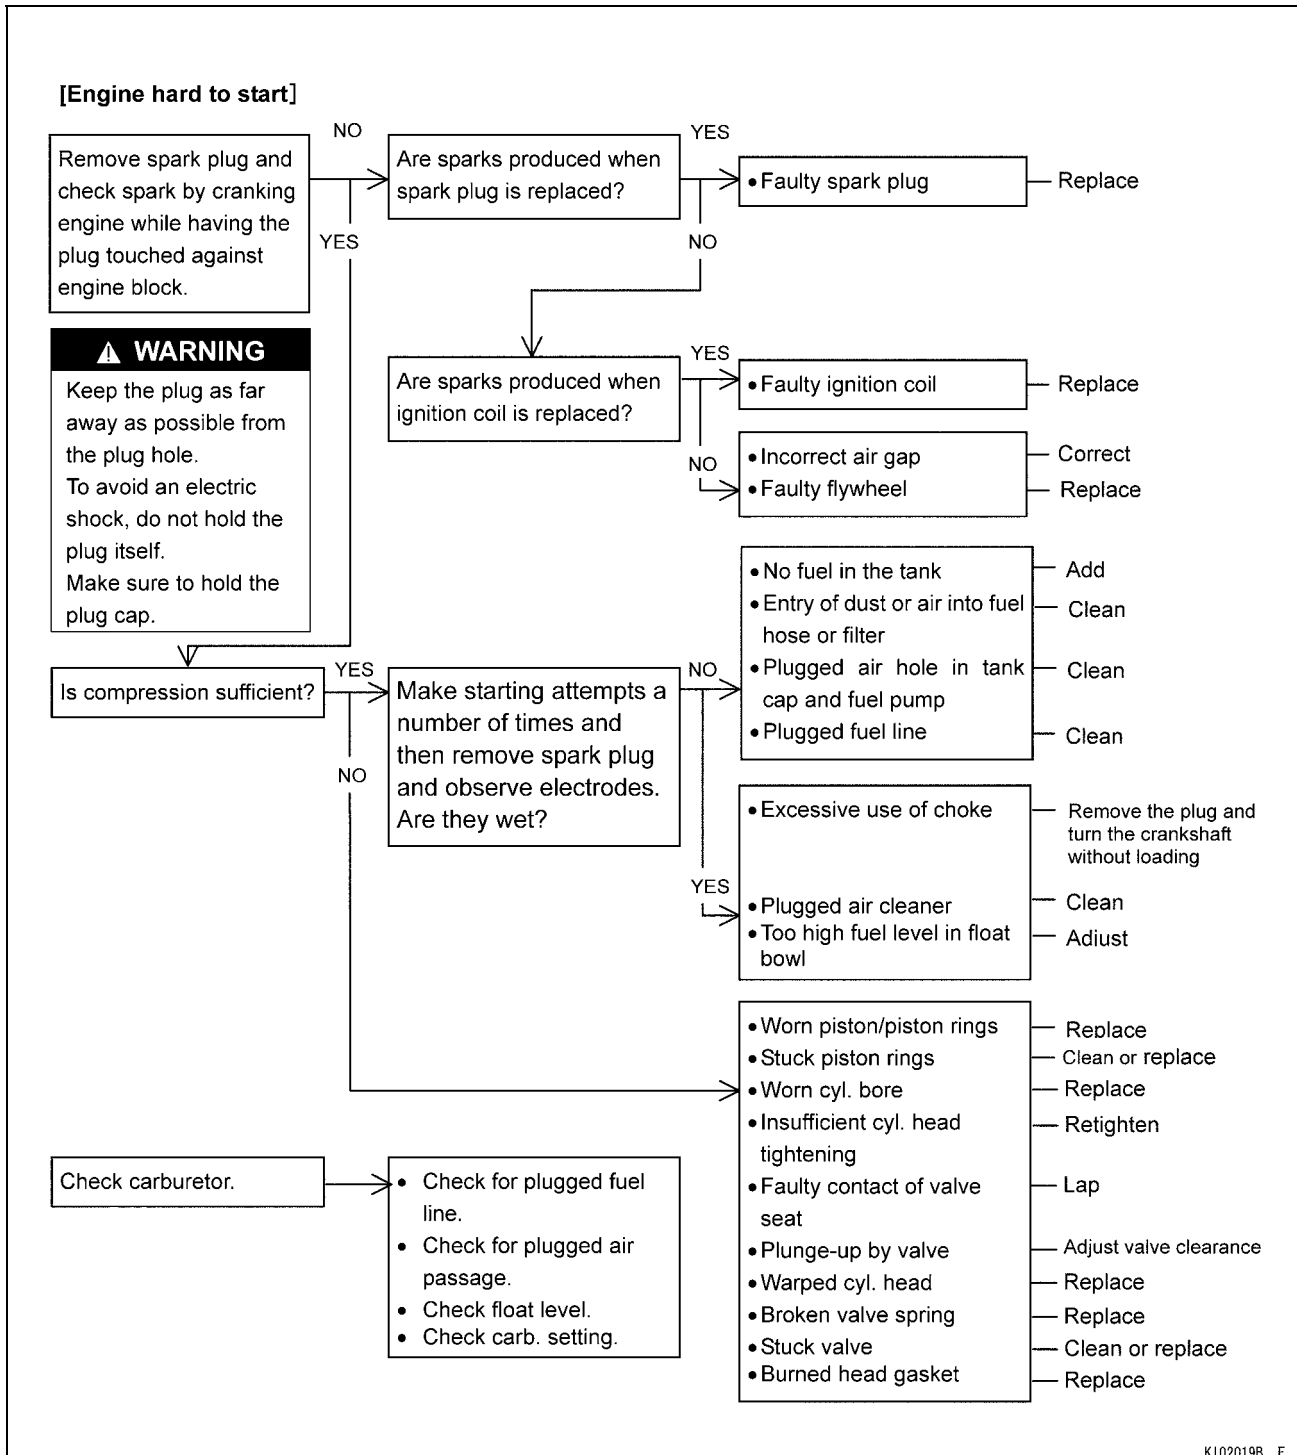 [Engine hard to start]
Remove spark plug and
check spark by cranking
engine while having the
plug touched against
engine block.
NO
YES
Are sparks produced when
spark plug is replaced?
YES
NO
• Faulty spark plug
Replace
⚠ WARNING
Keep the plug as far
away as possible from
the plug hole.
To avoid an electric
shock, do not hold the
plug itself.
Make sure to hold the
plug cap.
Are sparks produced when
ignition coil is replaced?
YES
NO
• Faulty ignition coil
Replace
• Incorrect air gap
Correct
• Faulty flywheel
Replace
Is compression sufficient?
YES
NO
Make starting attempts a
number of times and
then remove spark plug
and observe electrodes.
Are they wet?
NO
YES
• No fuel in the tank
Add
• Entry of dust or air into fuel
hose or filter
Clean
• Plugged air hole in tank
cap and fuel pump
Clean
• Plugged fuel line
Clean
• Excessive use of choke
Remove the plug and
turn the crankshaft
without loading
• Plugged air cleaner
Clean
• Too high fuel level in float
bowl
Adjust
• Worn piston/piston rings
Replace
• Stuck piston rings
Clean or replace
• Worn cyl. bore
Replace
• Insufficient cyl. head
tightening
Retighten
• Faulty contact of valve
seat
Lap
• Plunge-up by valve
Adjust valve clearance
• Warped cyl. head
Replace
• Broken valve spring
Replace
• Stuck valve
Clean or replace
• Burned head gasket
Replace
Check carburetor.
• Check for plugged fuel
line.
• Check for plugged air
passage.
• Check float level.
• Check carb. setting.
K102019B E